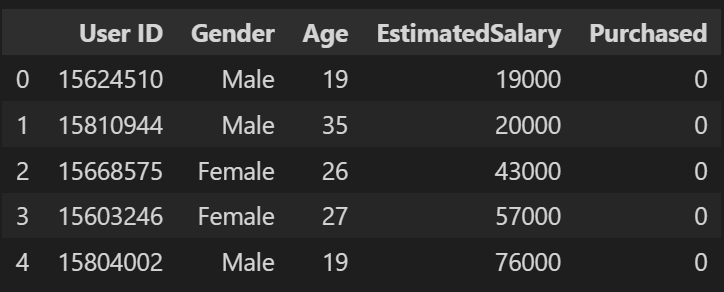 User ID Gender Age EstimatedSalary Purchased
0 15624510 Male 19 19000 0
1 15810944 Male 35 20000 0
2 15668575 Female 26 43000 0
3 15603246 Female 27 57000 0
4 15804002 Male 19 76000 0